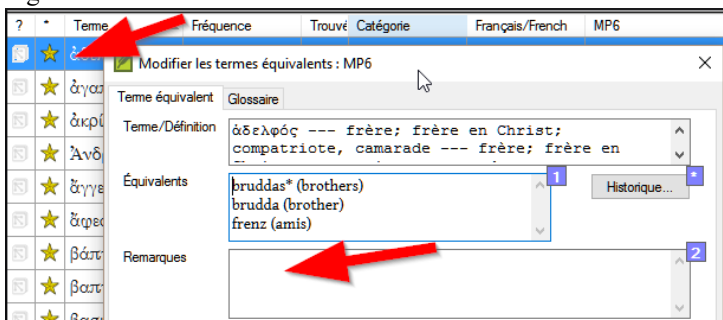 ? * Terme Fréquence Trouvé Catégorie Français/French MP6
Modifier les termes équivalents : MP6
Terme équivalent Glossaire
Terme/Définition
ἀδελφός --- frère; frère en Christ;
compatriote, camarade --- frère; frère en
Équivalents
bruddas* (brothers)
brudda (brother)
frenz (amis)
1
Historique...
*
Remarques
2